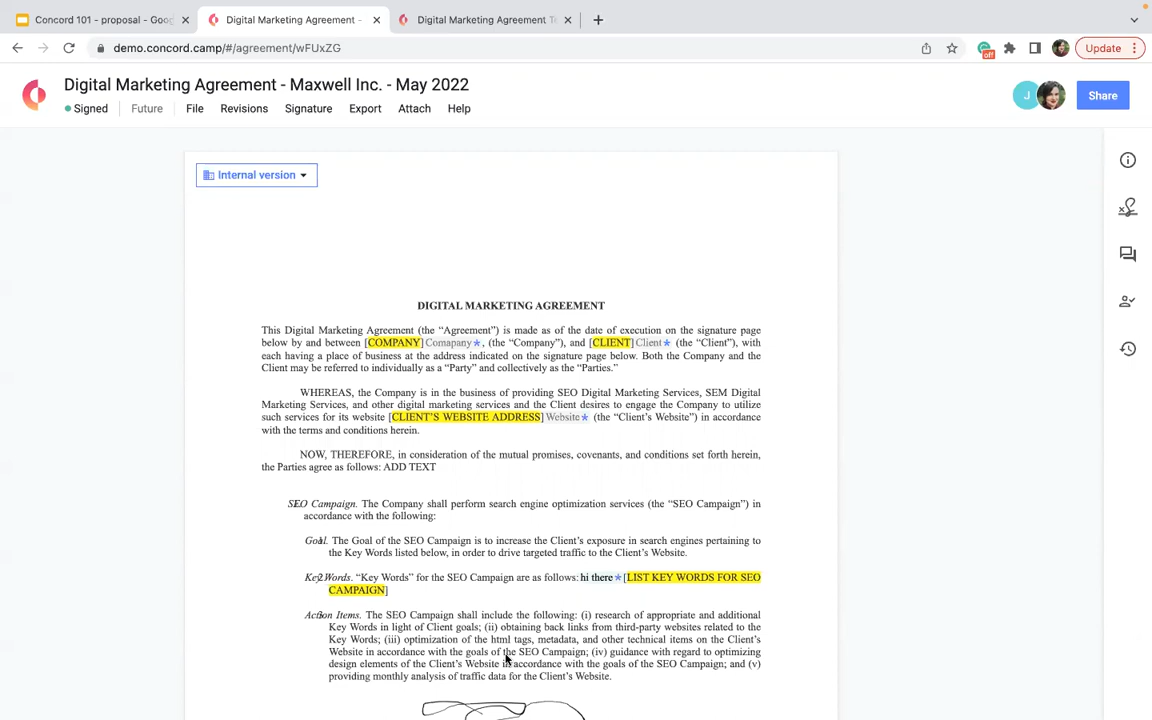 Concord 101 - proposal - Goog
Digital Marketing Agreement -
Digital Marketing Agreement Te
demo.concord.camp/#/agreement/wFUxZG
off
Update
Digital Marketing Agreement - Maxwell Inc. - May 2022
Signed Future File Revisions Signature Export Attach Help
J
Share
Internal version
DIGITAL MARKETING AGREEMENT
This Digital Marketing Agreement (the “Agreement”) is made as of the date of execution on the signature page
below by and between [COMPANY] Comapany*, (the “Company”), and [CLIENT] Client* (the “Client”), with
each having a place of business at the address indicated on the signature page below. Both the Company and the
Client may be referred to individually as a “Party” and collectively as the “Parties.”
WHEREAS, the Company is in the business of providing SEO Digital Marketing Services, SEM Digital
Marketing Services, and other digital marketing services and the Client desires to engage the Company to utilize
such services for its website [CLIENT’S WEBSITE ADDRESS] Website* (the “Client’s Website”) in accordance
with the terms and conditions herein.
NOW, THEREFORE, in consideration of the mutual promises, covenants, and conditions set forth herein,
the Parties agree as follows: ADD TEXT
SEO Campaign. The Company shall perform search engine optimization services (the “SEO Campaign”) in
accordance with the following:
Goal. The Goal of the SEO Campaign is to increase the Client’s exposure in search engines pertaining to
the Key Words listed below, in order to drive targeted traffic to the Client’s Website.
Key Words. “Key Words” for the SEO Campaign are as follows: hi there*[LIST KEY WORDS FOR SEO
CAMPAIGN]
Action Items. The SEO Campaign shall include the following: (i) research of appropriate and additional
Key Words in light of Client goals; (ii) obtaining back links from third-party websites related to the
Key Words; (iii) optimization of the html tags, metadata, and other technical items on the Client’s
Website in accordance with the goals of the SEO Campaign; (iv) guidance with regard to optimizing
design elements of the Client’s Website in accordance with the goals of the SEO Campaign; and (v)
providing monthly analysis of traffic data for the Client’s Website.